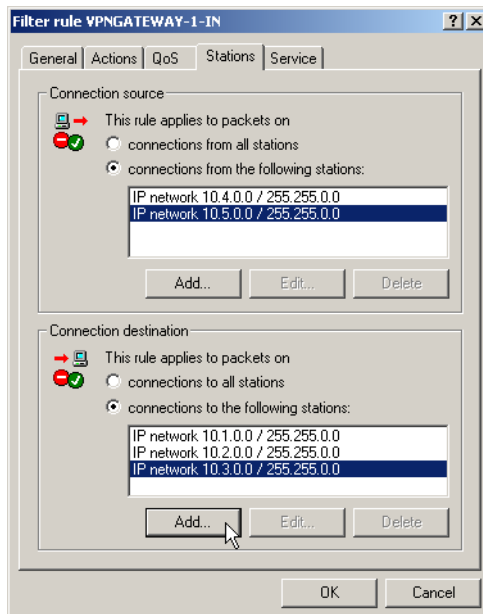 Filter rule VPNGATEWAY-1-IN
General Actions QoS Stations Service
Connection source
This rule applies to packets on
connections from all stations
connections from the following stations:
IP network 10.4.0.0 / 255.255.0.0
IP network 10.5.0.0 / 255.255.0.0
Add... Edit... Delete
Connection destination
This rule applies to packets on
connections to all stations
connections to the following stations:
IP network 10.1.0.0 / 255.255.0.0
IP network 10.2.0.0 / 255.255.0.0
IP network 10.3.0.0 / 255.255.0.0
Add... Edit... Delete
OK Cancel